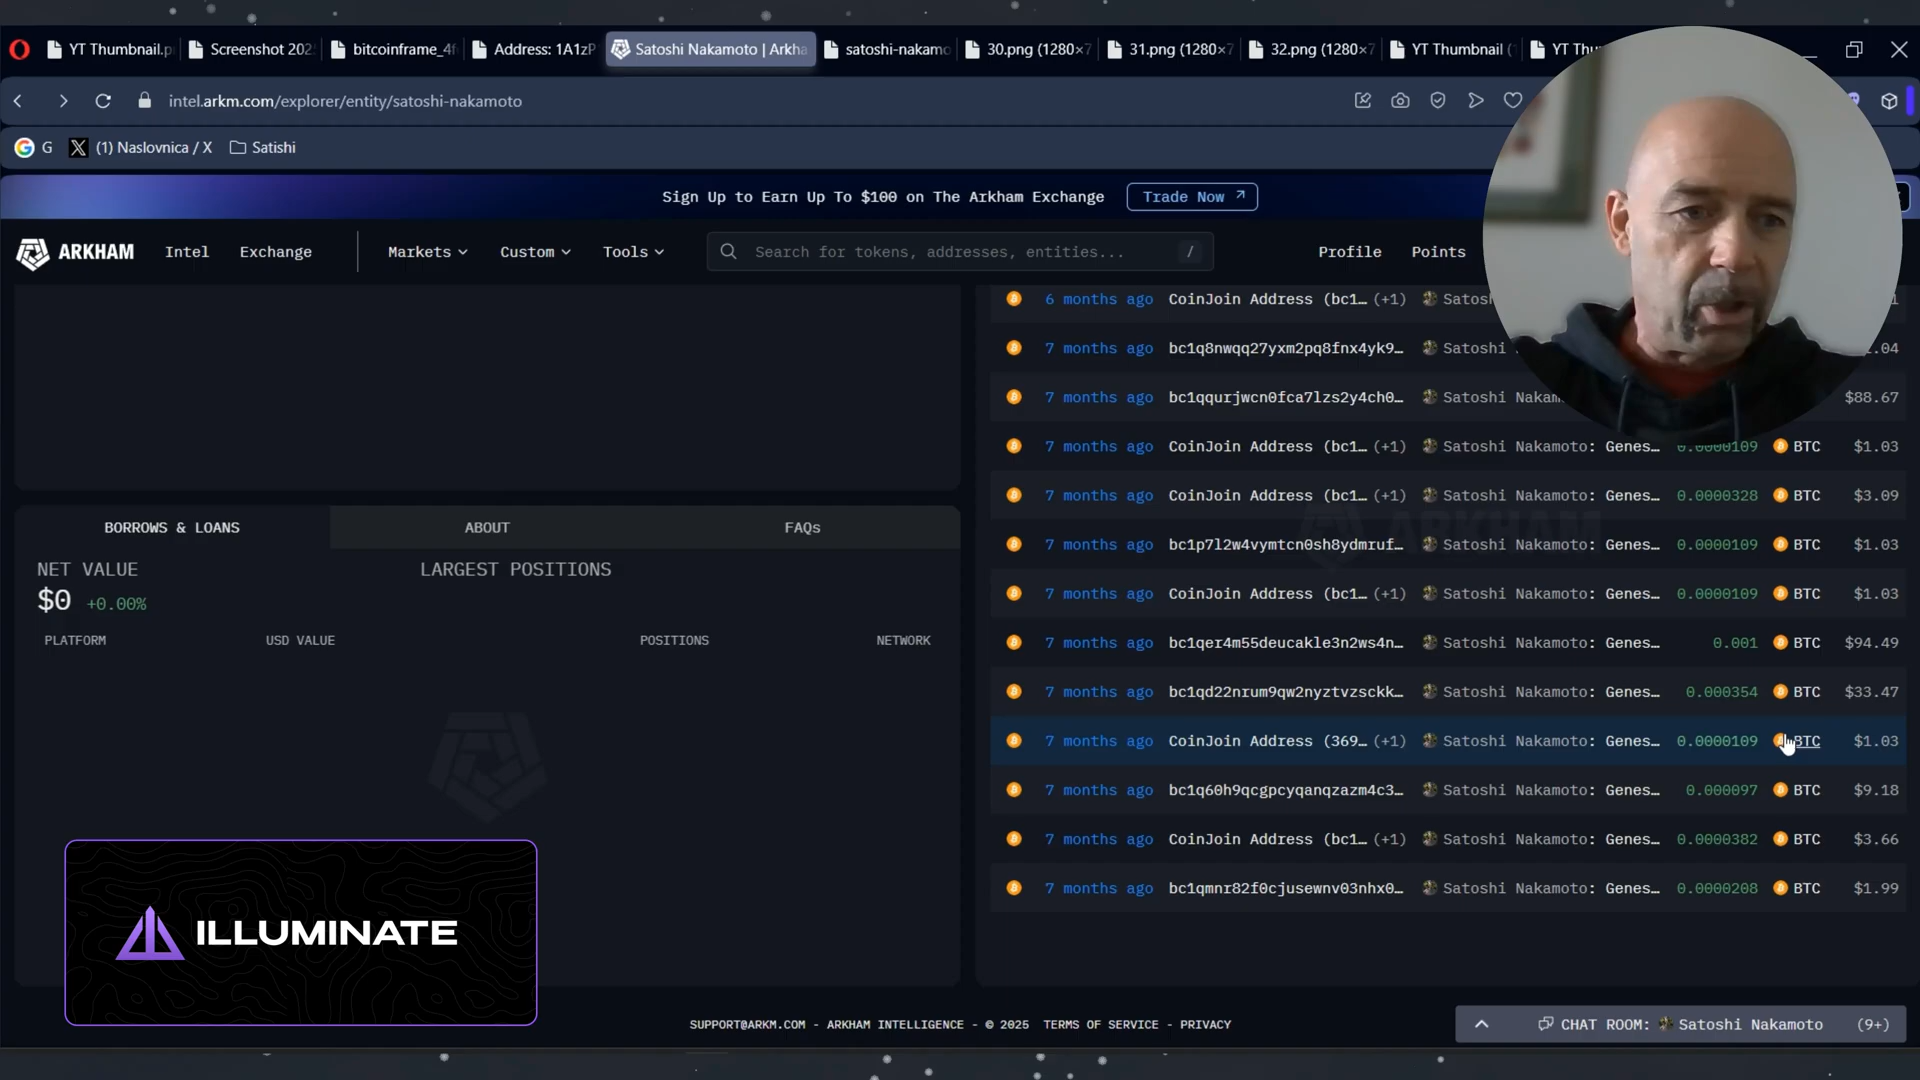 YT Thumbnail.p
Screenshot 202
bitcoinframe_4f
Address: 1A1zP
Satoshi Nakamoto | Arkha
satoshi-nakamo
30.png (1280×7
31.png (1280×7
32.png (1280×7
YT Thumbnail (
YT Thu
intel.arkm.com/explorer/entity/satoshi-nakamoto
G
(1) Naslovnica / X
Satishi
Sign Up to Earn Up To $100 on The Arkham Exchange
Trade Now
ARKHAM
Intel
Exchange
Markets
Custom
Tools
Search for tokens, addresses, entities...
/
Profile
Points
6 months ago CoinJoin Address (bc1… (+1) Satos
7 months ago bc1q8nwqq27yxm2pq8fnx4yk9… Satoshi .04
7 months ago bc1qqurjwcn0fca7lzs2y4ch0… Satoshi Nakam $88.67
7 months ago CoinJoin Address (bc1… (+1) Satoshi Nakamoto: Genes… 0.0000109 BTC $1.03
7 months ago CoinJoin Address (bc1… (+1) Satoshi Nakamoto: Genes… 0.0000328 BTC $3.09
7 months ago bc1p7l2w4vymtcn0sh8ydmruf… Satoshi Nakamoto: Genes… 0.0000109 BTC $1.03
7 months ago CoinJoin Address (bc1… (+1) Satoshi Nakamoto: Genes… 0.0000109 BTC $1.03
7 months ago bc1qer4m55deucakle3n2ws4n… Satoshi Nakamoto: Genes… 0.001 BTC $94.49
7 months ago bc1qd22nrum9qw2nyztvzsckk… Satoshi Nakamoto: Genes… 0.000354 BTC $33.47
7 months ago CoinJoin Address (369… (+1) Satoshi Nakamoto: Genes… 0.0000109 BTC $1.03
7 months ago bc1q60h9qcgpcyqanqzazm4c3… Satoshi Nakamoto: Genes… 0.000097 BTC $9.18
7 months ago CoinJoin Address (bc1… (+1) Satoshi Nakamoto: Genes… 0.0000382 BTC $3.66
7 months ago bc1qmnr82f0cjusewnv03nhx0… Satoshi Nakamoto: Genes… 0.0000208 BTC $1.99
ARKHAM
BORROWS & LOANS
ABOUT
FAQs
NET VALUE
$0 +0.00%
LARGEST POSITIONS
PLATFORM
USD VALUE
POSITIONS
NETWORK
ILLUMINATE
SUPPORT@ARKM.COM - ARKHAM INTELLIGENCE - © 2025 TERMS OF SERVICE - PRIVACY
CHAT ROOM: Satoshi Nakamoto (9+)